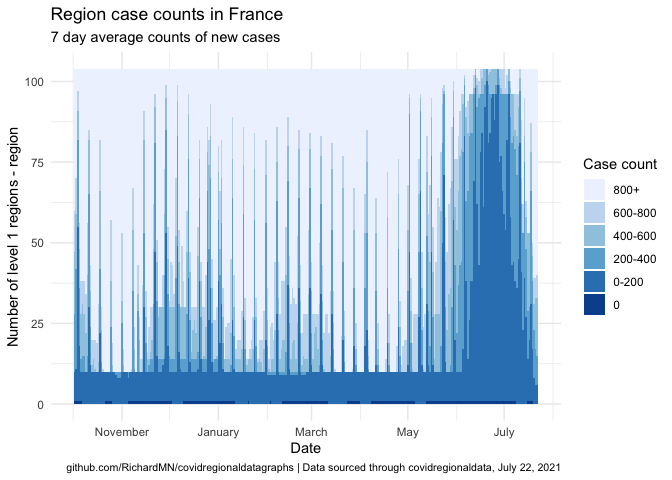 Region case counts in France
7 day average counts of new cases
Number of level 1 regions - region
100
75
50
25
0
November
January
March
May
July
Date
Case count
800+
600-800
400-600
200-400
0-200
0
github.com/RichardMN/covidregionaldatagraphs | Data sourced through covidregionaldata, July 22, 2021